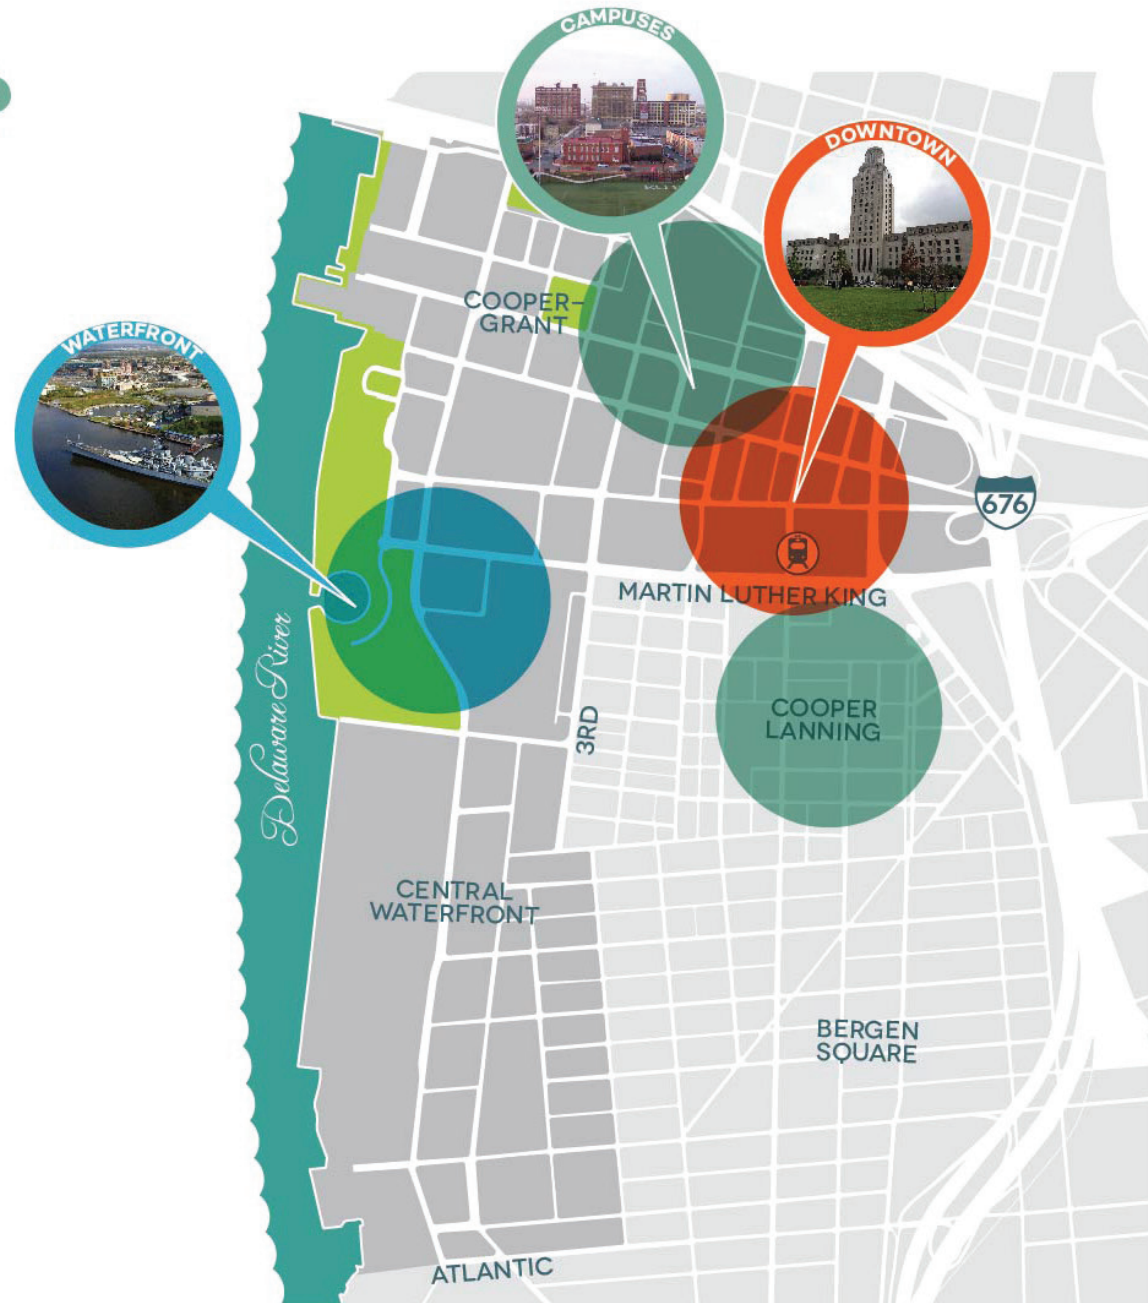 CAMPUSES
DOWNTOWN
COOPER-
GRANT
WATERFRONT
676
MARTIN LUTHER KING
Delaware River
COOPER
LANNING
3RD
CENTRAL
WATERFRONT
BERGEN
SQUARE
ATLANTIC